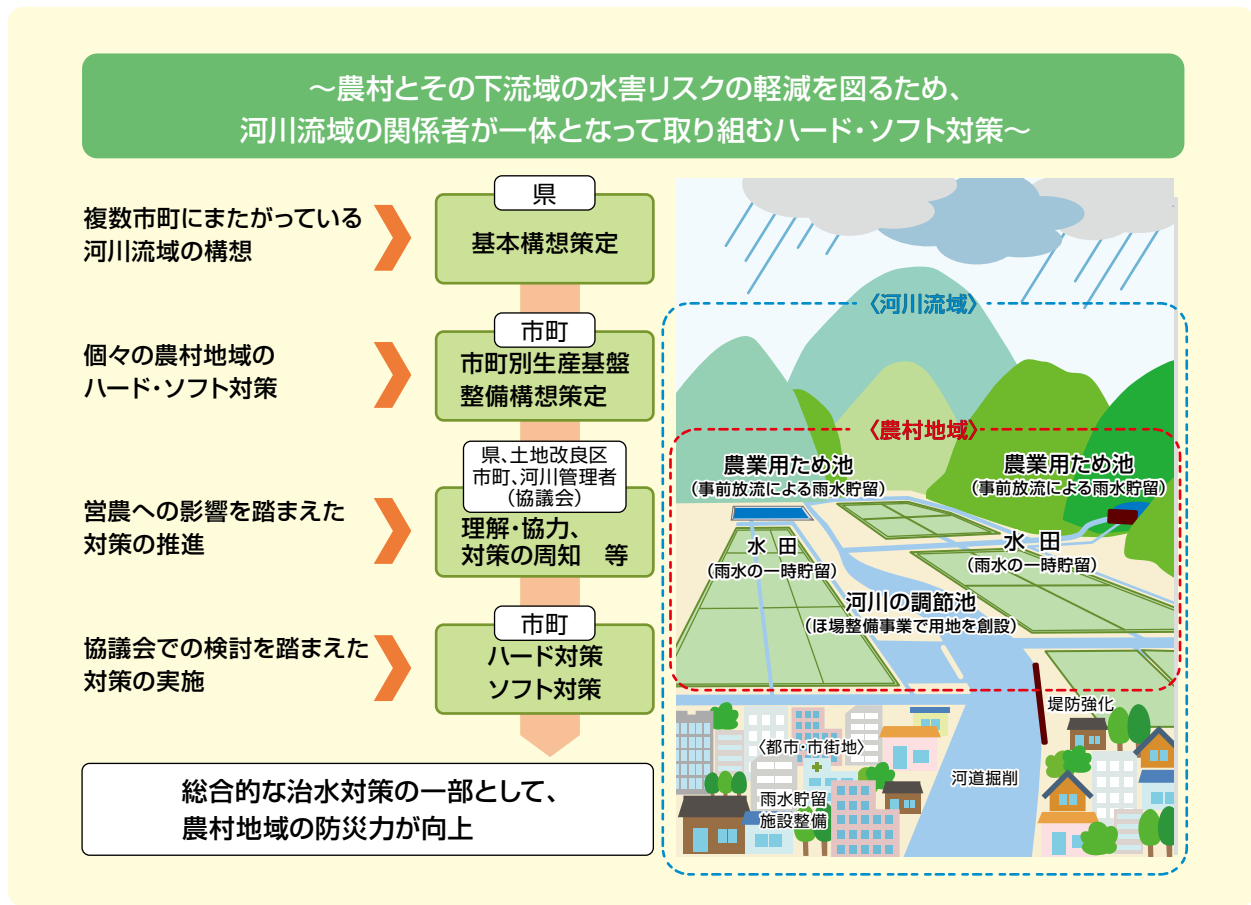 ～農村とその下流域の水害リスクの軽減を図るため、
河川流域の関係者が一体となって取り組むハード・ソフト対策～
複数市町にまたがっている
河川流域の構想
県
基本構想策定
個々の農村地域の
ハード・ソフト対策
市町
市町別生産基盤
整備構想策定
営農への影響を踏まえた
対策の推進
県、土地改良区
市町、河川管理者
（協議会）
理解・協力、
対策の周知　等
協議会での検討を踏まえた
対策の実施
市町
ハード対策
ソフト対策
総合的な治水対策の一部として、
農村地域の防災力が向上
〈河川流域〉
〈農村地域〉
農業用ため池
（事前放流による雨水貯留）
農業用ため池
（事前放流による雨水貯留）
水 田
（雨水の一時貯留）
水 田
（雨水の一時貯留）
河川の調節池
（ほ場整備事業で用地を創設）
堤防強化
〈都市・市街地〉
河道掘削
雨水貯留
施設整備